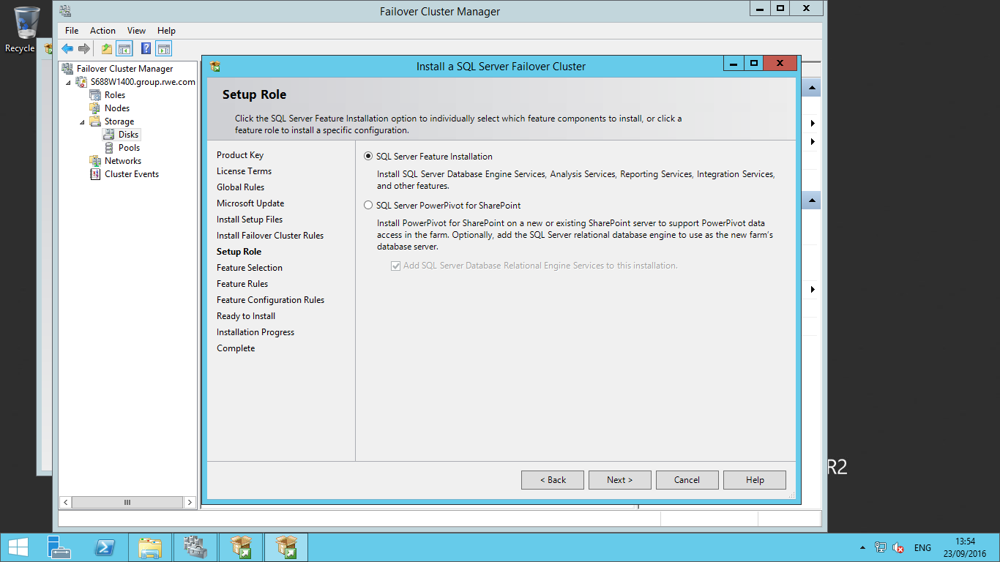 Recycle
Failover Cluster Manager
File Action View Help
Failover Cluster Manager
S688W1400.group.rwe.com
Roles
Nodes
Storage
Disks
Pools
Networks
Cluster Events
Install a SQL Server Failover Cluster
Setup Role
Click the SQL Server Feature Installation option to individually select which feature components to install, or click a
feature role to install a specific configuration.
Product Key
License Terms
Global Rules
Microsoft Update
Install Setup Files
Install Failover Cluster Rules
Setup Role
Feature Selection
Feature Rules
Feature Configuration Rules
Ready to Install
Installation Progress
Complete
SQL Server Feature Installation
Install SQL Server Database Engine Services, Analysis Services, Reporting Services, Integration Services,
and other features.
SQL Server PowerPivot for SharePoint
Install PowerPivot for SharePoint on a new or existing SharePoint server to support PowerPivot data
access in the farm. Optionally, add the SQL Server relational database engine to use as the new farm's
database server.
Add SQL Server Database Relational Engine Services to this installation.
< Back Next > Cancel Help
R2
ENG
13:54
23/09/2016